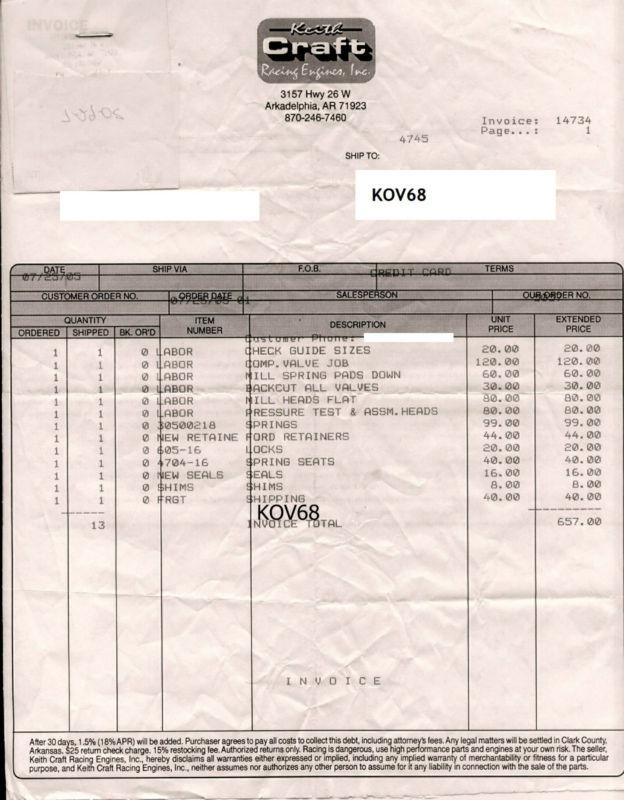 INVOICE
Keith
Craft
Racing Engines, Inc.
3157 Hwy 26 W
Arkadelphia, AR 71923
870-246-7460
Invoice: 14734
Page...: 1
4745
SHIP TO:
KOV68
DATE SHIP VIA F.O.B. TERMS
07/23/05 CREDIT CARD
CUSTOMER ORDER NO. ORDER DATE SALESPERSON OUR ORDER NO.
QUANTITY ITEM NUMBER DESCRIPTION UNIT PRICE EXTENDED PRICE
ORDERED SHIPPED BK. OR'D
Customer Phone:
1 1 0 LABOR CHECK GUIDE SIZES 20.00 20.00
1 1 0 LABOR COMP.VALVE JOB 120.00 120.00
1 1 0 LABOR MILL SPRING PADS DOWN 60.00 60.00
1 1 0 LABOR BACKCUT ALL VALVES 30.00 30.00
1 1 0 LABOR MILL HEADS FLAT 80.00 80.00
1 1 0 LABOR PRESSURE TEST & ASSM.HEADS 80.00 80.00
1 1 0 30500218 SPRINGS 99.00 99.00
1 1 0 NEW RETAINE FORD RETAINERS 44.00 44.00
1 1 0 605-16 LOCKS 20.00 20.00
1 1 0 4704-16 SPRING SEATS 40.00 40.00
1 1 0 NEW SEALS SEALS 16.00 16.00
1 1 0 SHIMS SHIMS 8.00 8.00
1 1 0 FRGT SHIPPING 40.00 40.00
KOV68
13 INVOICE TOTAL 657.00
INVOICE
After 30 days, 1.5% (18% APR) will be added. Purchaser agrees to pay all costs to collect this debt, including attorney's fees. Any legal matters will be settled in Clark County,
Arkansas. $25 return check charge. 15% restocking fee. Authorized returns only. Racing is dangerous, use high performance parts and engines at your own risk. The seller,
Keith Craft Racing Engines, Inc., hereby disclaims all warranties either expressed or implied, including any implied warranty of merchantability or fitness for a particular
purpose, and Keith Craft Racing Engines, Inc., neither assumes nor authorizes any other person to assume for it any liability in connection with the sale of the parts.